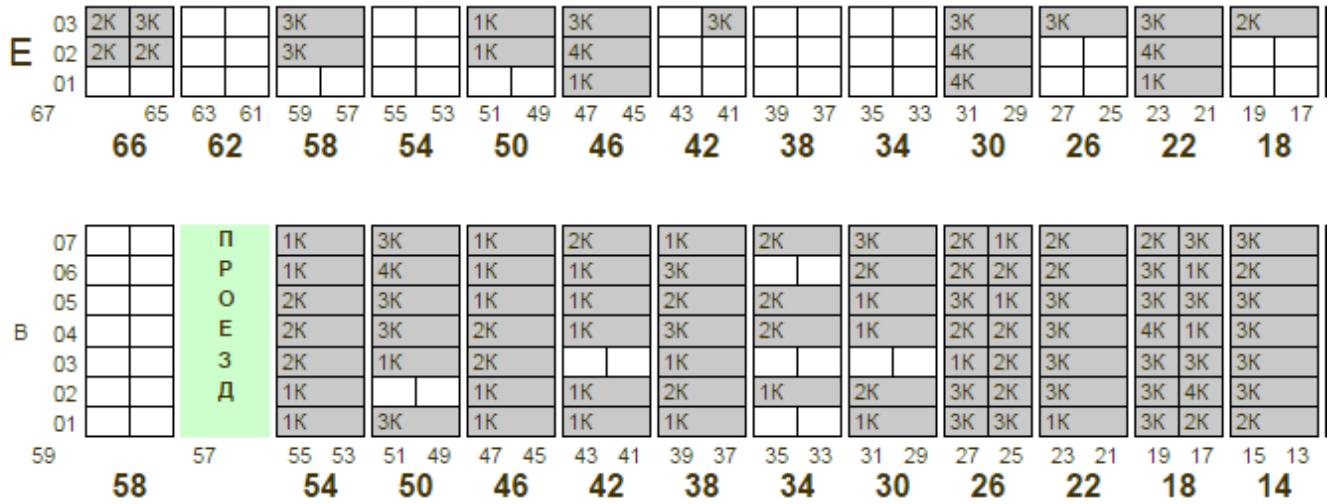 03 2К 3К 3К 1К 3К 3К 3К 3К 3К 2К
Е 02 2К 2К 3К 1К 4К 4К 4К
01 1К 4К 1К
67 65 63 61 59 57 55 53 51 49 47 45 43 41 39 37 35 33 31 29 27 25 23 21 19 17
66 62 58 54 50 46 42 38 34 30 26 22 18
07 П 1К 3К 1К 2К 1К 2К 3К 2К 1К 2К 2К 3К 3К
06 Р 1К 4К 1К 1К 3К 2К 2К 2К 2К 3К 1К 2К
05 О 2К 3К 1К 1К 2К 2К 1К 3К 1К 3К 3К 3К 3К
В 04 Е 2К 3К 2К 1К 3К 2К 1К 2К 2К 3К 4К 1К 3К
03 З 2К 1К 2К 1К 1К 2К 3К 3К 3К 3К
02 Д 1К 1К 1К 2К 1К 2К 3К 2К 3К 3К 4К 3К
01 1К 3К 1К 1К 1К 1К 3К 3К 1К 3К 2К 2К
59 57 55 53 51 49 47 45 43 41 39 37 35 33 31 29 27 25 23 21 19 17 15 13
58 54 50 46 42 38 34 30 26 22 18 14